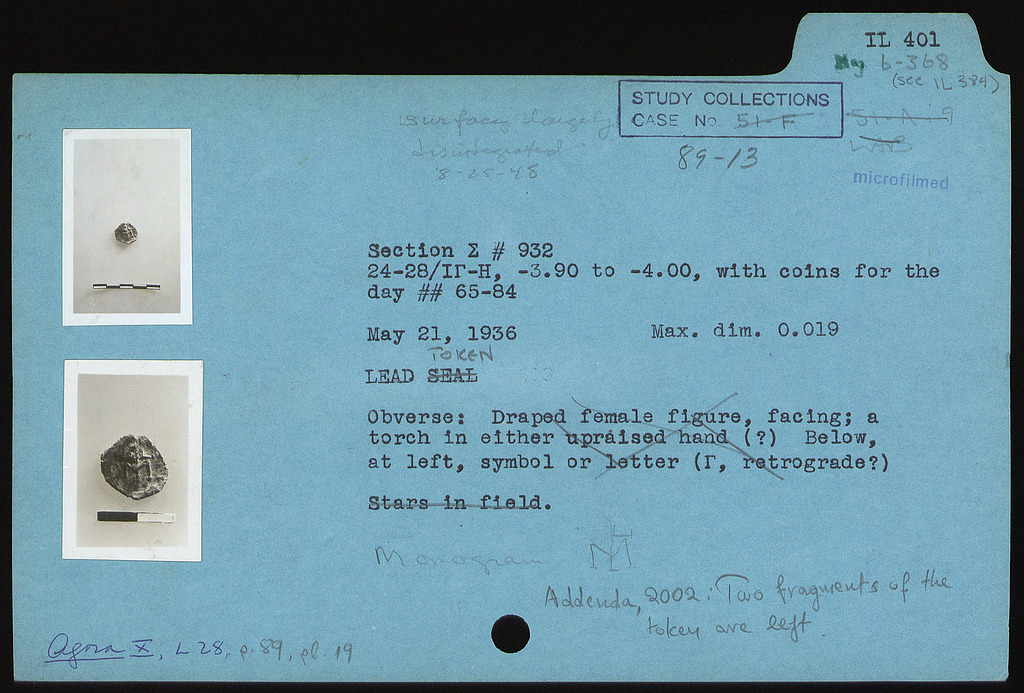 IL 401
b-368
(see IL 384)
STUDY COLLECTIONS
CASE No 51-F
51-A-9
LAB
89-13
microfilmed
surface largely
disintegrated
8-25-48
Section Σ # 932
24-28/ΙΓ-Η, -3.90 to -4.00, with coins for the
day ## 65-84
May 21, 1936 Max. dim. 0.019
TOKEN
LEAD SEAL
Obverse: Draped female figure, facing; a
torch in either upraised hand (?) Below,
at left, symbol or letter (Γ, retrograde?)
Stars in field.
Monogram
Addenda, 2002: Two fragments of the
token are left.
Agora X, L 28, p. 89, pl. 19